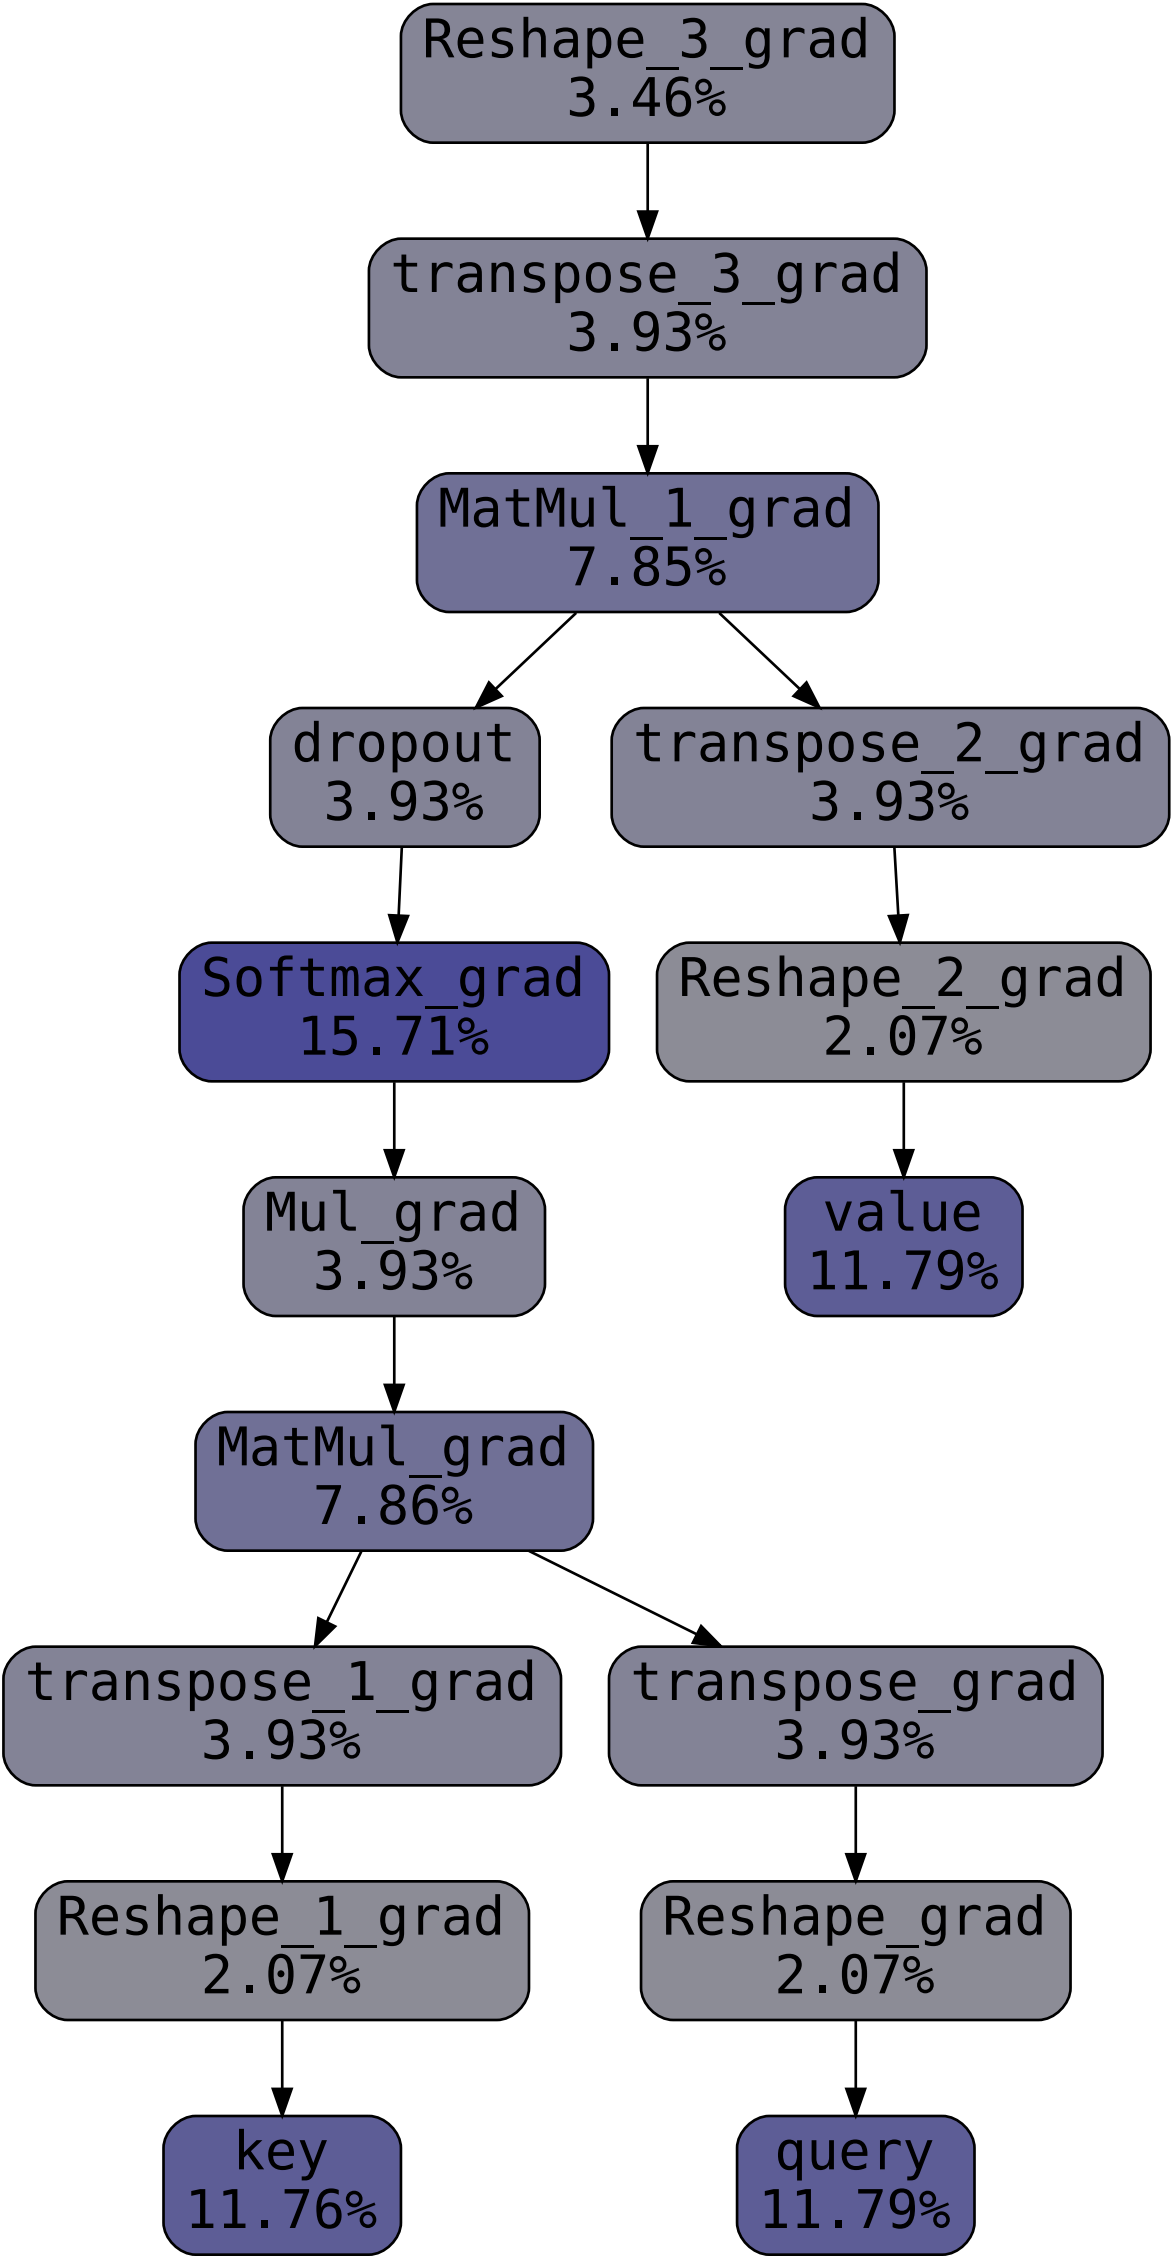 Reshape_3_grad
3.46%
transpose_3_grad
3.93%
MatMul_1_grad
7.85%
dropout
3.93%
transpose_2_grad
3.93%
Softmax_grad
15.71%
Reshape_2_grad
2.07%
Mul_grad
3.93%
value
11.79%
MatMul_grad
7.86%
transpose_1_grad
3.93%
transpose_grad
3.93%
Reshape_1_grad
2.07%
Reshape_grad
2.07%
key
11.76%
query
11.79%